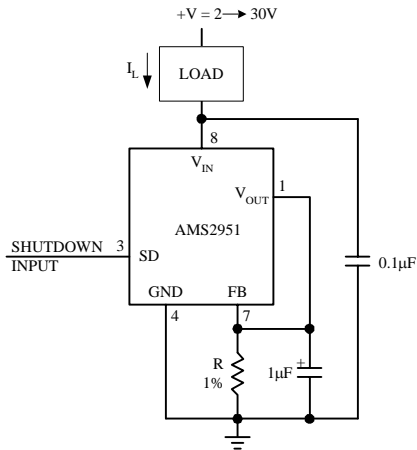 +V = 2→30V
I_L
LOAD
8
V_IN
V_OUT
1
AMS2951
SHUTDOWN
INPUT
3
SD
0.1µF
GND
FB
4
7
R
1%
1µF
+